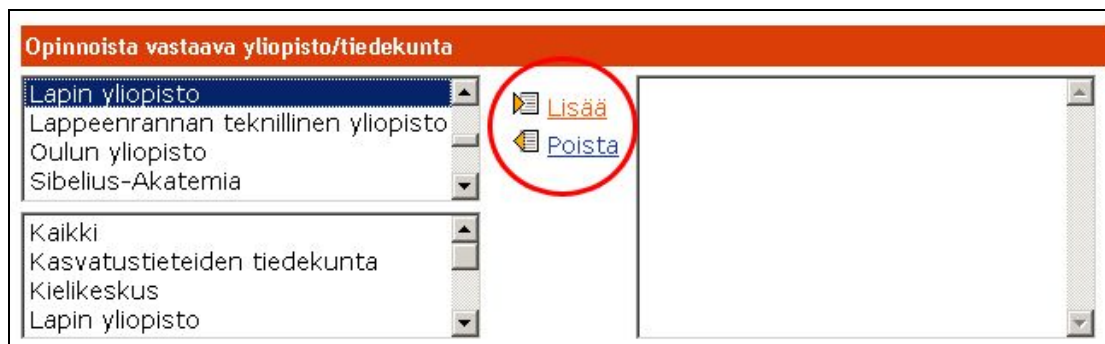 Opinnoista vastaava yliopisto/tiedekunta
Lapin yliopisto
Lappeenrannan teknillinen yliopisto
Oulun yliopisto
Sibelius-Akatemia
Kaikki
Kasvatustieteiden tiedekunta
Kielikeskus
Lapin yliopisto
Lisää
Poista